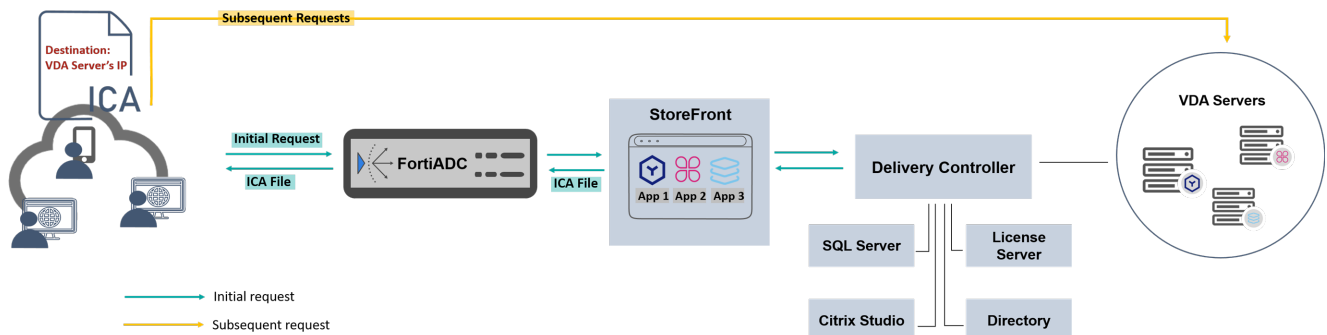 Subsequent Requests
Destination:
VDA Server's IP
ICA
Initial Request
ICA File
FortiADC
ICA File
StoreFront
App 1 App 2 App 3
Delivery Controller
SQL Server
License
Server
Citrix Studio
Directory
VDA Servers
Initial request
Subsequent request